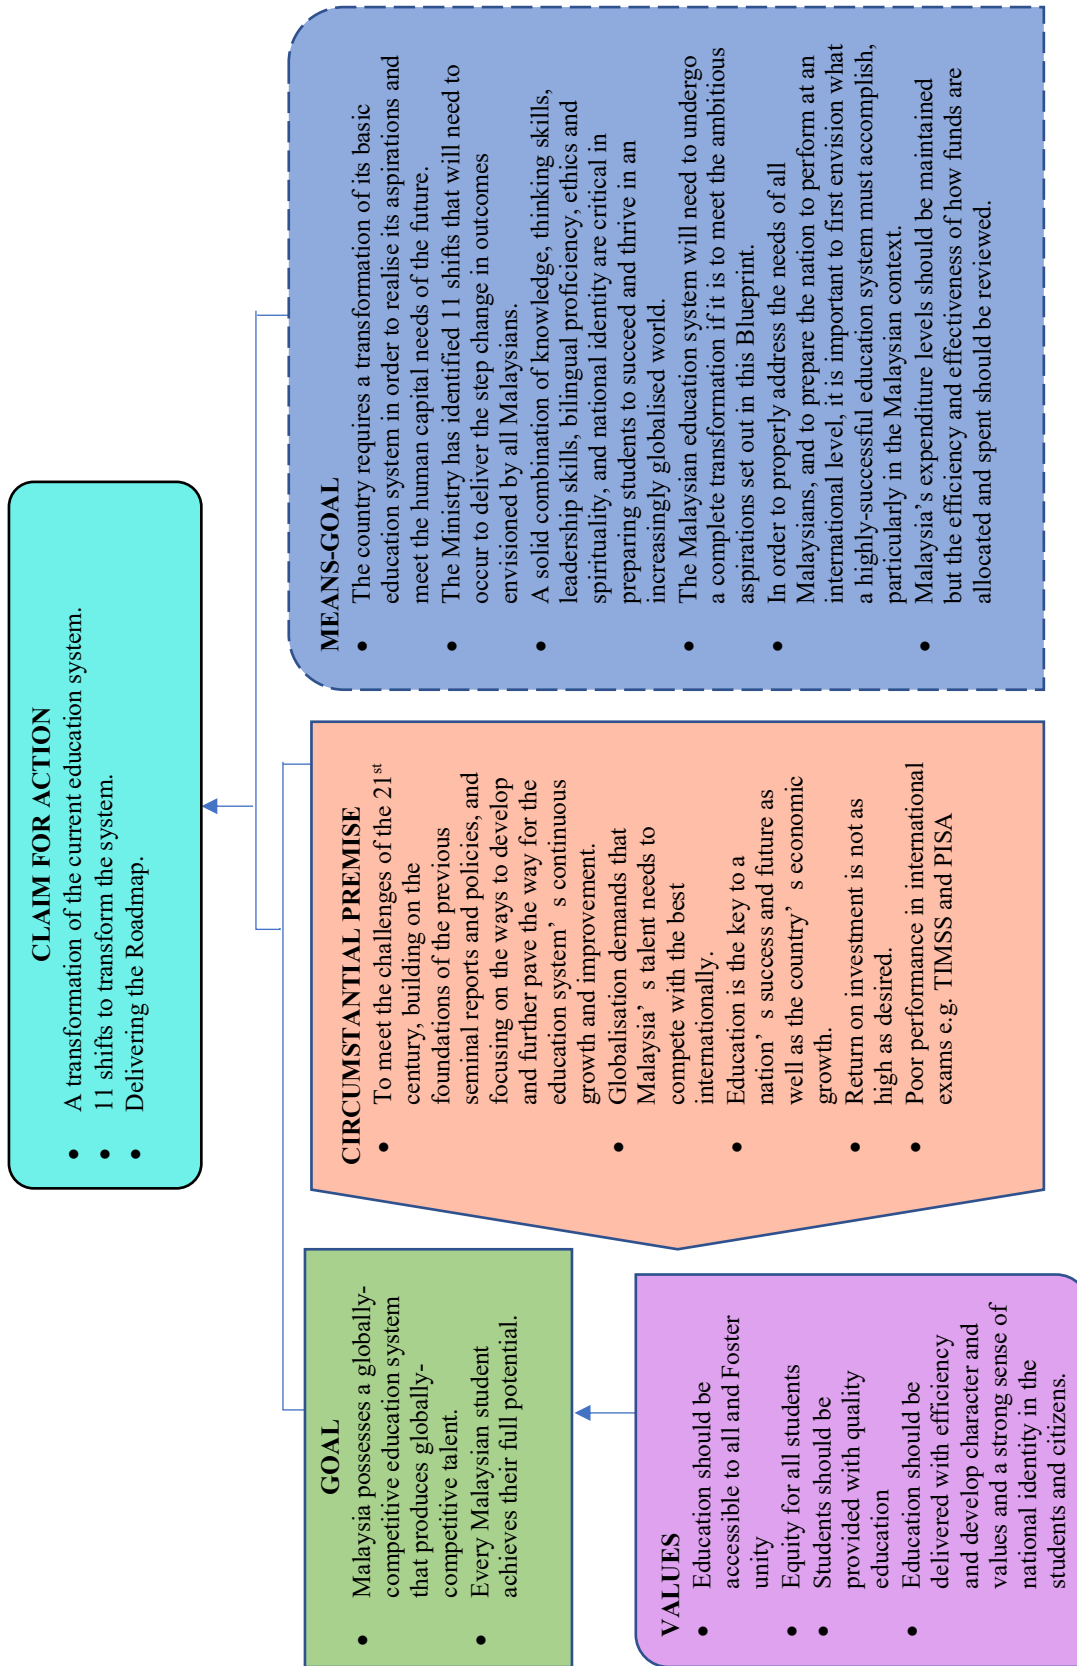 CLAIM FOR ACTION
• A transformation of the current education system.
• 11 shifts to transform the system.
• Delivering the Roadmap.
GOAL
• Malaysia possesses a globally-
competitive education system
that produces globally-
competitive talent.
• Every Malaysian student
achieves their full potential.
VALUES
• Education should be
accessible to all and Foster
unity
• Equity for all students
• Students should be
provided with quality
education
• Education should be
delivered with efficiency
and develop character and
values and a strong sense of
national identity in the
students and citizens.
CIRCUMSTANTIAL PREMISE
• To meet the challenges of the 21st
century, building on the
foundations of the previous
seminal reports and policies, and
focusing on the ways to develop
and further pave the way for the
education system’s continuous
growth and improvement.
• Globalisation demands that
Malaysia’s talent needs to
compete with the best
internationally.
• Education is the key to a
nation’s success and future as
well as the country’s economic
growth.
• Return on investment is not as
high as desired.
• Poor performance in international
exams e.g. TIMSS and PISA
MEANS-GOAL
• The country requires a transformation of its basic
education system in order to realise its aspirations and
meet the human capital needs of the future.
• The Ministry has identified 11 shifts that will need to
occur to deliver the step change in outcomes
envisioned by all Malaysians.
• A solid combination of knowledge, thinking skills,
leadership skills, bilingual proficiency, ethics and
spirituality, and national identity are critical in
preparing students to succeed and thrive in an
increasingly globalised world.
• The Malaysian education system will need to undergo
a complete transformation if it is to meet the ambitious
aspirations set out in this Blueprint.
• In order to properly address the needs of all
Malaysians, and to prepare the nation to perform at an
international level, it is important to first envision what
a highly-successful education system must accomplish,
particularly in the Malaysian context.
• Malaysia’s expenditure levels should be maintained
but the efficiency and effectiveness of how funds are
allocated and spent should be reviewed.